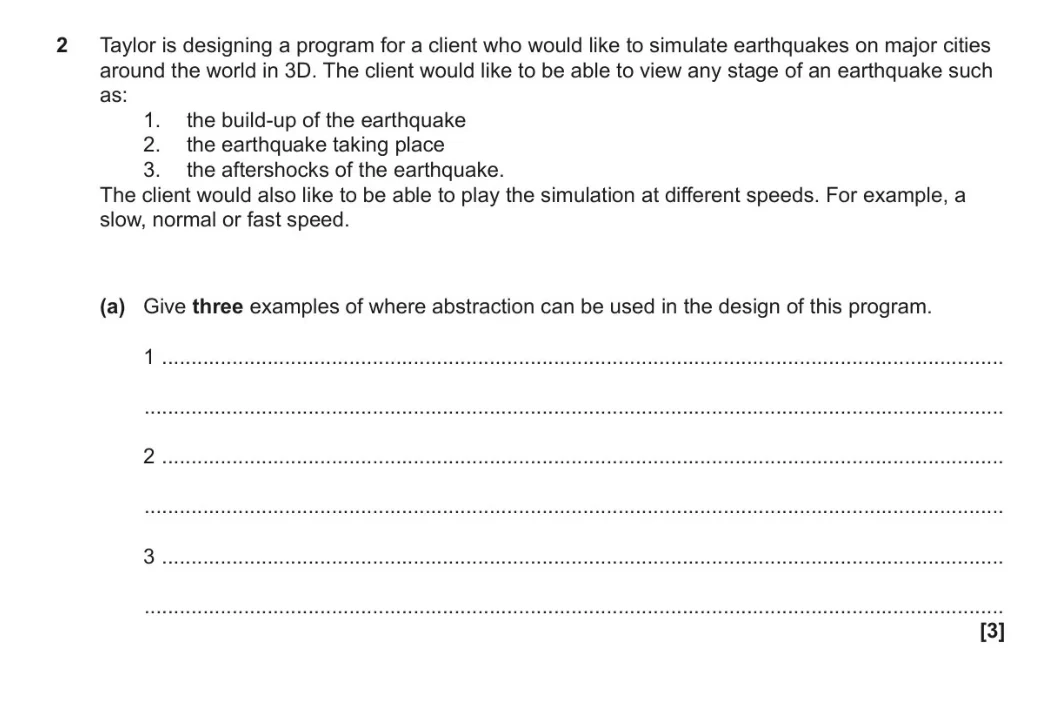 2 Taylor is designing a program for a client who would like to simulate earthquakes on major cities
around the world in 3D. The client would like to be able to view any stage of an earthquake such
as:
1. the build-up of the earthquake
2. the earthquake taking place
3. the aftershocks of the earthquake.
The client would also like to be able to play the simulation at different speeds. For example, a
slow, normal or fast speed.
(a) Give three examples of where abstraction can be used in the design of this program.
1 ....................................................................................................
....................................................................................................
2 ....................................................................................................
....................................................................................................
3 ....................................................................................................
....................................................................................................
[3]